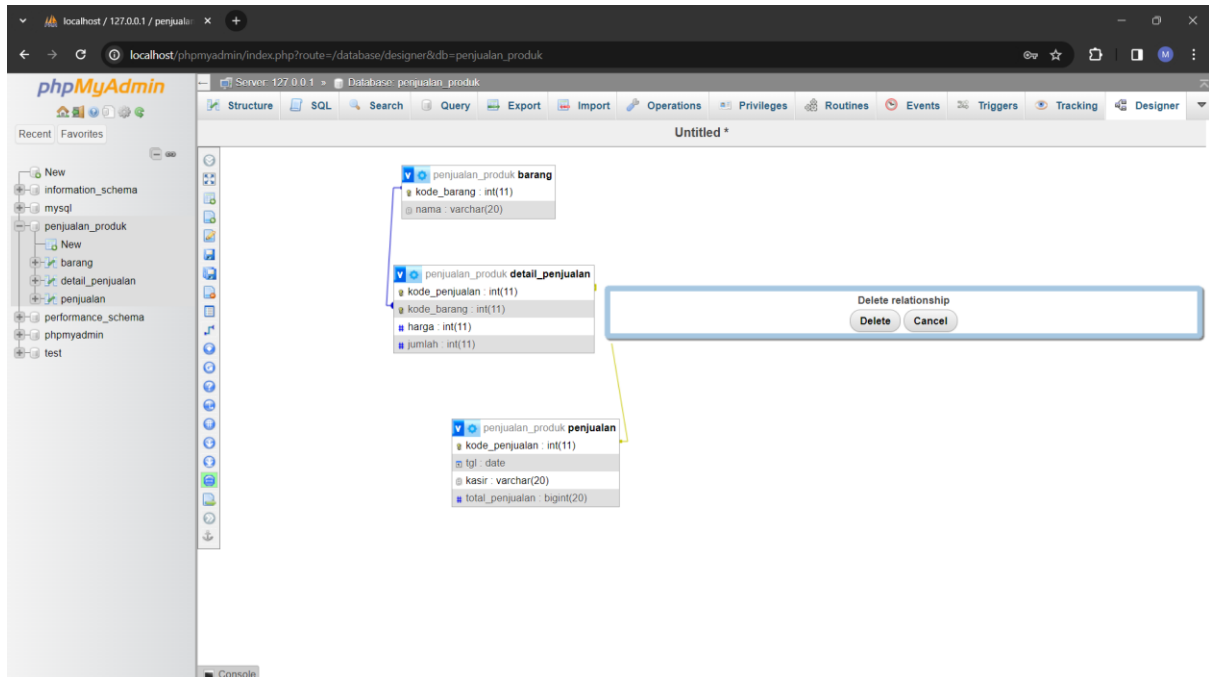 localhost / 127.0.0.1 / penjualan
localhost/phpmyadmin/index.php?route=/database/designer&db=penjualan_produk
M
phpMyAdmin
Server: 127.0.0.1 » Database: penjualan_produk
Structure SQL Search Query Export Import Operations Privileges Routines Events Triggers Tracking Designer
Recent Favorites
Untitled *
New
information_schema
mysql
penjualan_produk
New
barang
detail_penjualan
penjualan
performance_schema
phpmyadmin
test
v penjualan_produk barang
kode_barang : int(11)
nama : varchar(20)
v penjualan_produk detail_penjualan
kode_penjualan : int(11)
kode_barang : int(11)
# harga : int(11)
# jumlah : int(11)
Delete relationship
Delete Cancel
v penjualan_produk penjualan
kode_penjualan : int(11)
tgl : date
kasir : varchar(20)
# total_penjualan : bigint(20)
Console